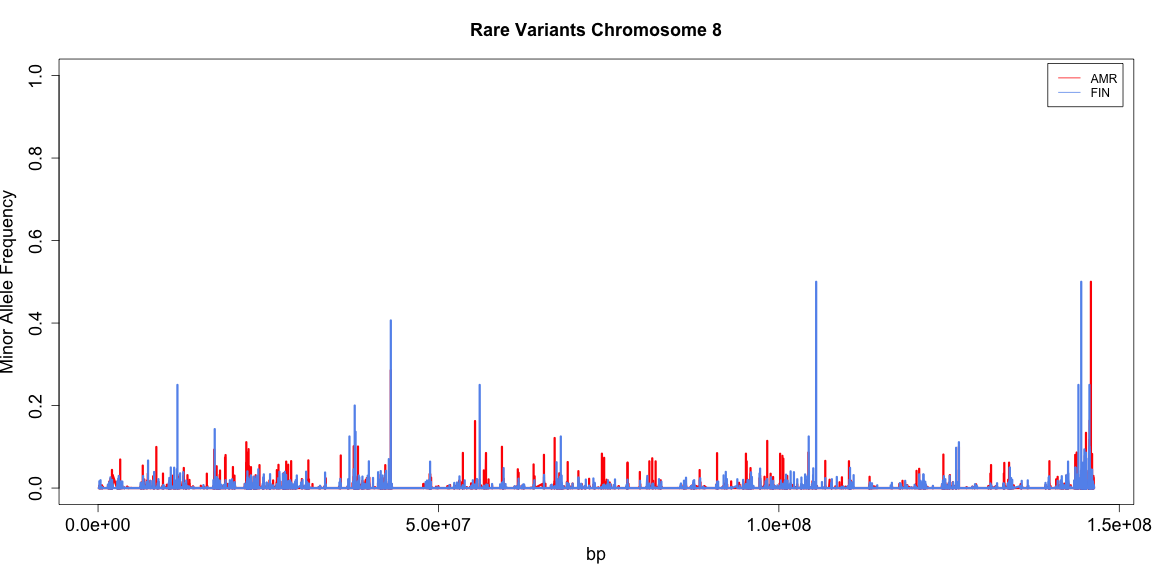 Rare Variants Chromosome 8
AMR
FIN
Minor Allele Frequency
1.0
0.8
0.6
0.4
0.2
0.0
0.0e+00
5.0e+07
1.0e+08
1.5e+08
bp